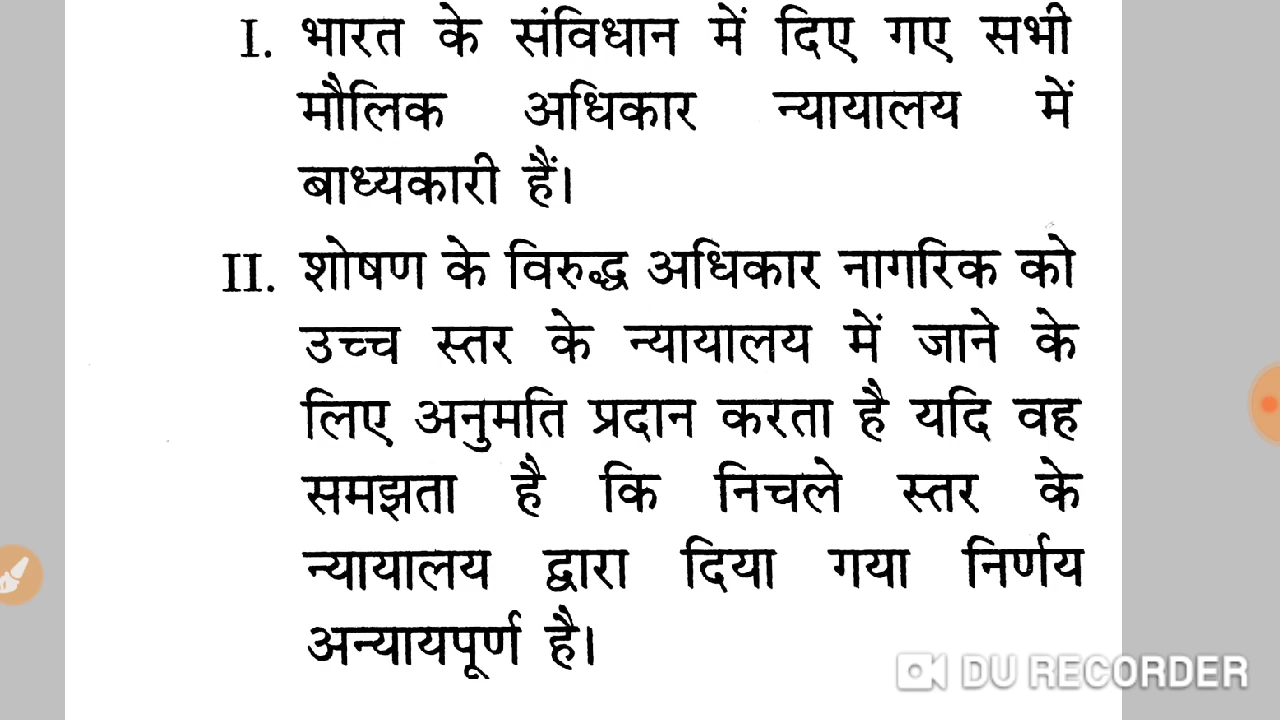 I. भारत के संविधान में दिए गए सभी
मौलिक अधिकार न्यायालय में
बाध्यकारी हैं।
II. शोषण के विरुद्ध अधिकार नागरिक को
उच्च स्तर के न्यायालय में जाने के
लिए अनुमति प्रदान करता है यदि वह
समझता है कि निचले स्तर के
न्यायालय द्वारा दिया गया निर्णय
अन्यायपूर्ण है।
DU RECORDER